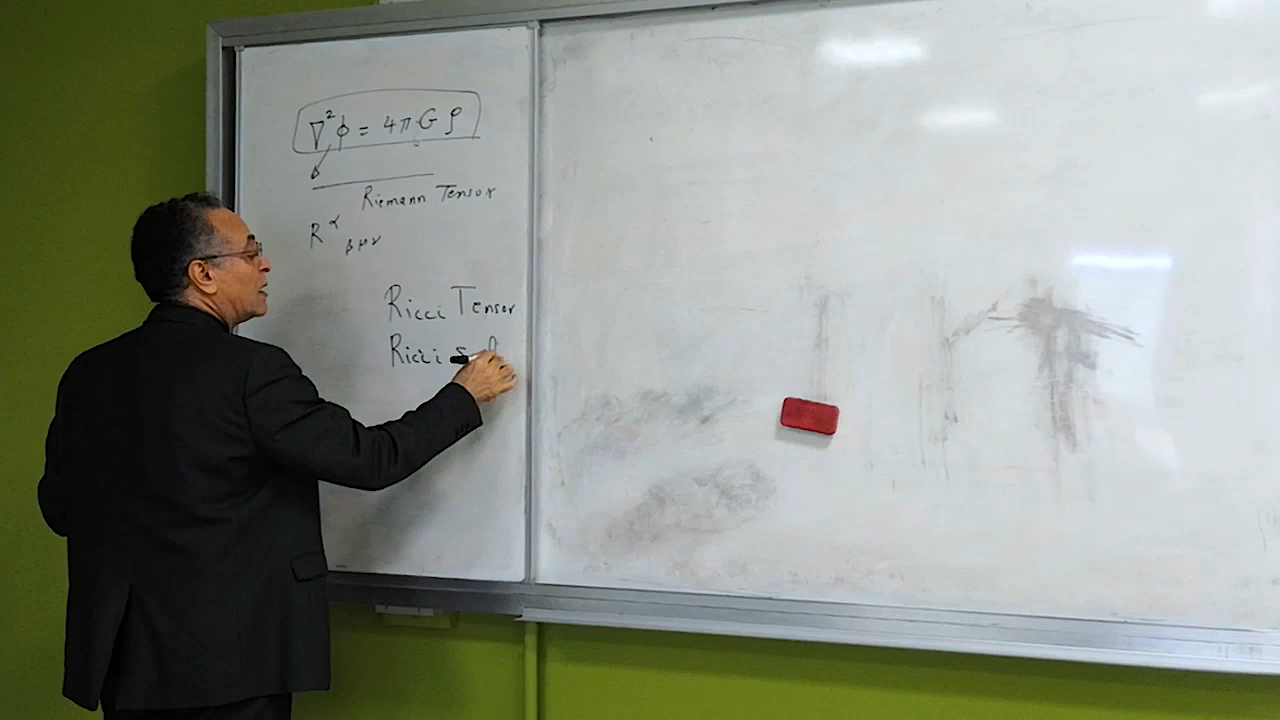 ∇²ϕ = 4πGρ
Riemann Tensor
R^α_βμν
Ricci Tensor
Ricci